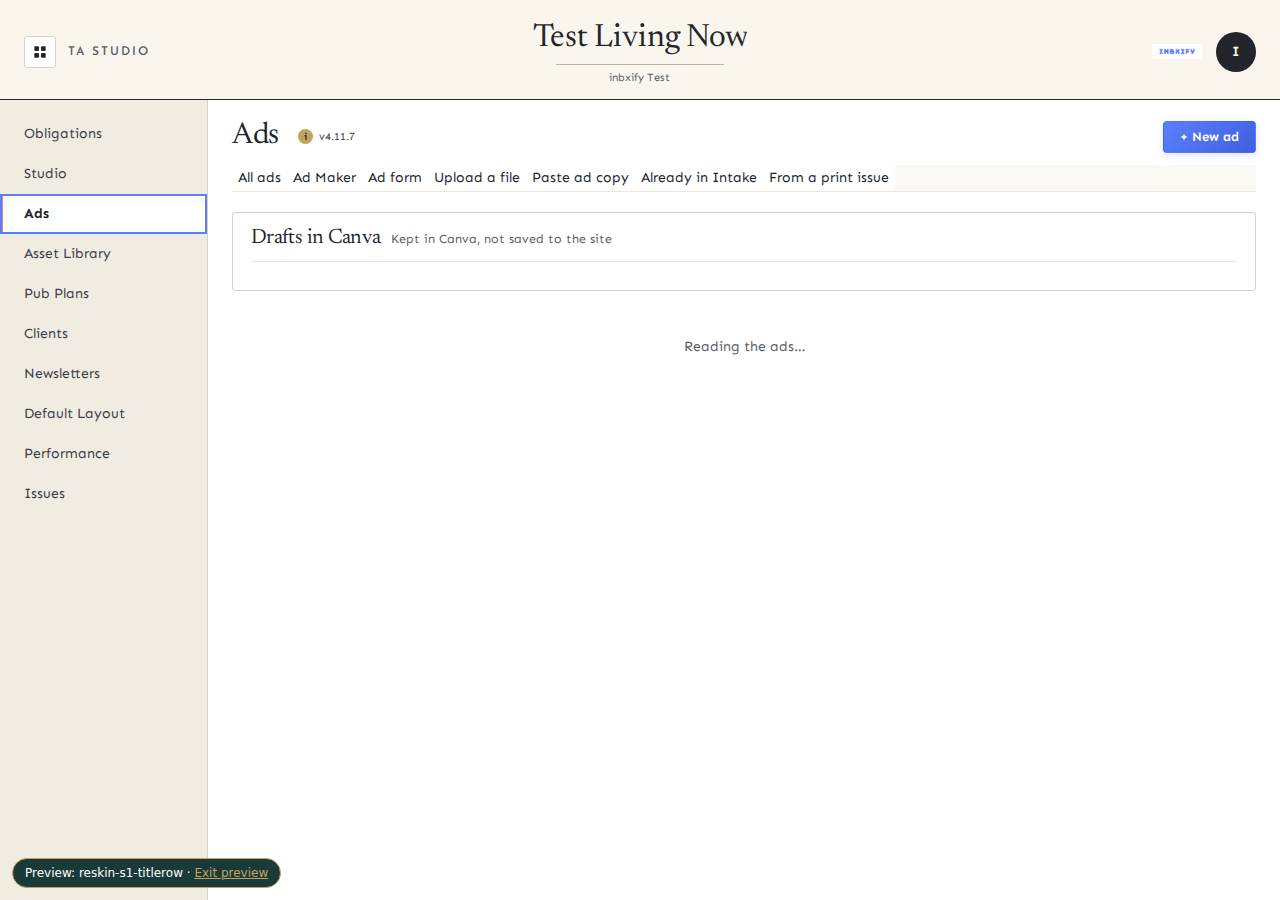 TA STUDIO
Test Living Now
inbxify Test
INBXIFY
I
Obligations
Studio
Ads
Asset Library
Pub Plans
Clients
Newsletters
Default Layout
Performance
Issues
Ads i v4.11.7
+ New ad
All ads Ad Maker Ad form Upload a file Paste ad copy Already in Intake From a print issue
Drafts in Canva Kept in Canva, not saved to the site
Reading the ads...
Preview: reskin-s1-titlerow · Exit preview